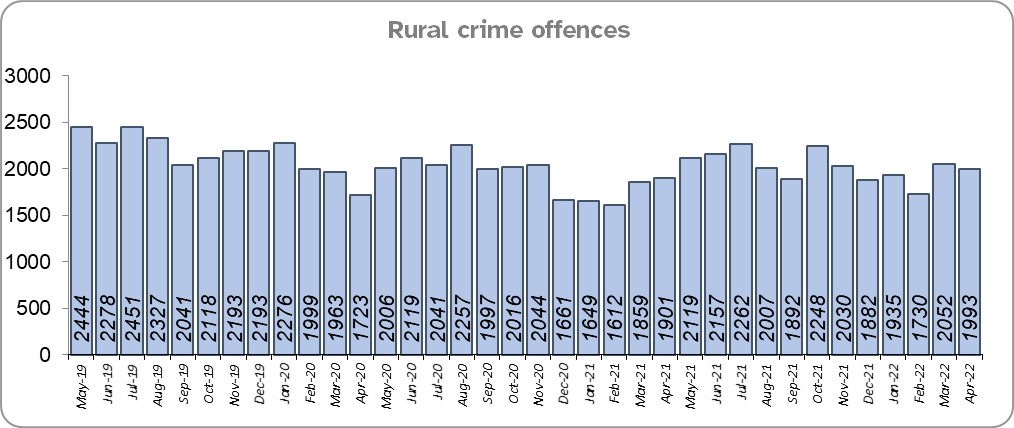 Rural crime offences
3000
2500
2000
1500
1000
500
0
2444 2278 2451 2327 2041 2118 2193 2193 2276 1999 1963 1723 2006 2119 2041 2257 1997 2016 2044 1661 1649 1612 1859 1901 2119 2157 2262 2007 1892 2248 2030 1882 1935 1730 2052 1993
May-19 Jun-19 Jul-19 Aug-19 Sep-19 Oct-19 Nov-19 Dec-19 Jan-20 Feb-20 Mar-20 Apr-20 May-20 Jun-20 Jul-20 Aug-20 Sep-20 Oct-20 Nov-20 Dec-20 Jan-21 Feb-21 Mar-21 Apr-21 May-21 Jun-21 Jul-21 Aug-21 Sep-21 Oct-21 Nov-21 Dec-21 Jan-22 Feb-22 Mar-22 Apr-22